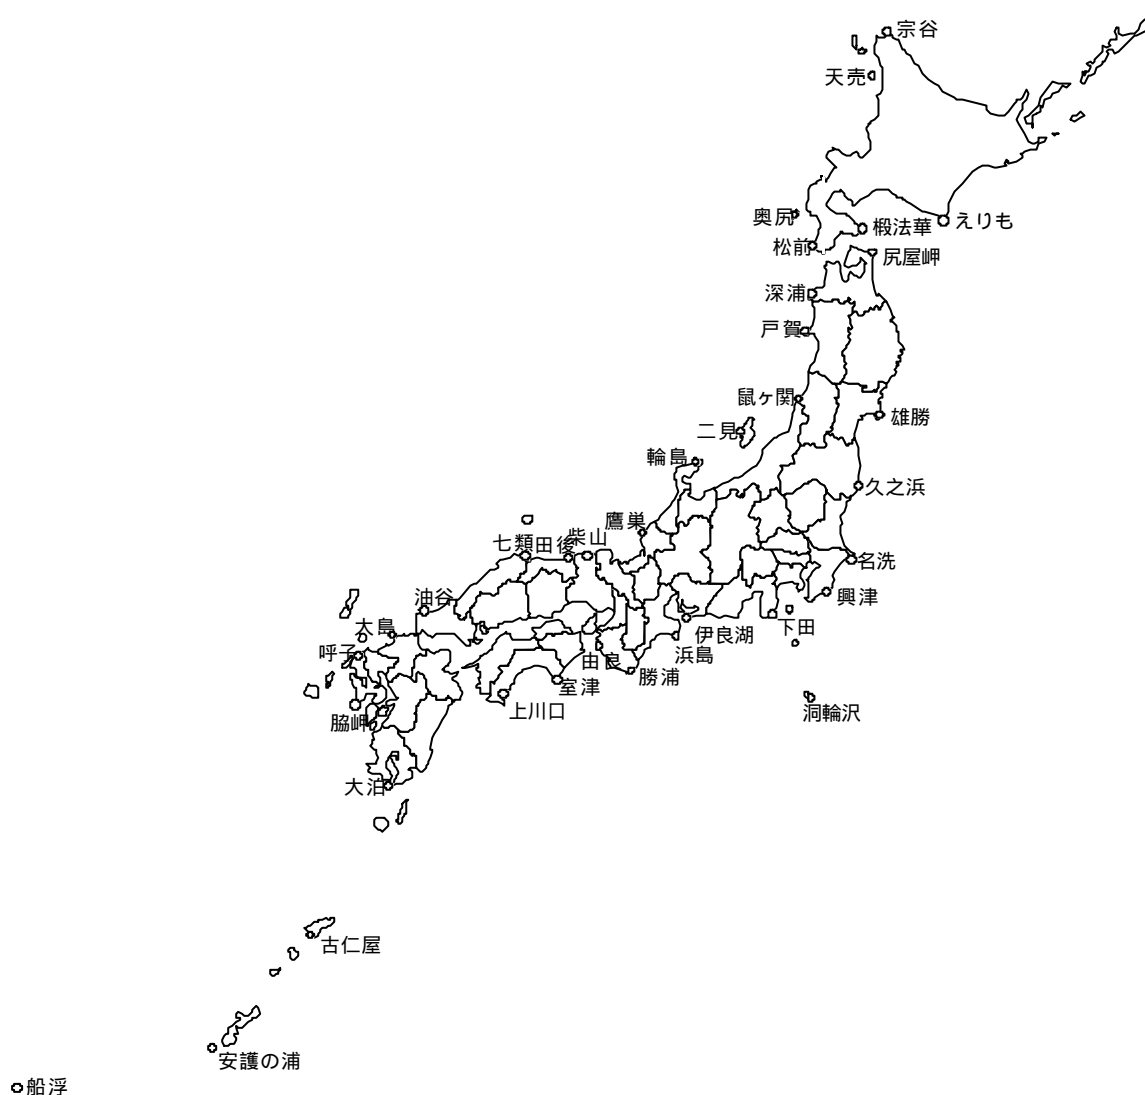 宗谷
天売
奥尻
椴法華
えりも
松前
尻屋岬
深浦
戸賀
鼠ヶ関
雄勝
二見
輪島
久之浜
鷹巣
柴山
七類
田後
名洗
興津
油谷
大島
下田
伊良湖
浜島
呼子
由良
勝浦
室津
上川口
洞輪沢
脇岬
大泊
古仁屋
安護の浦
船浮